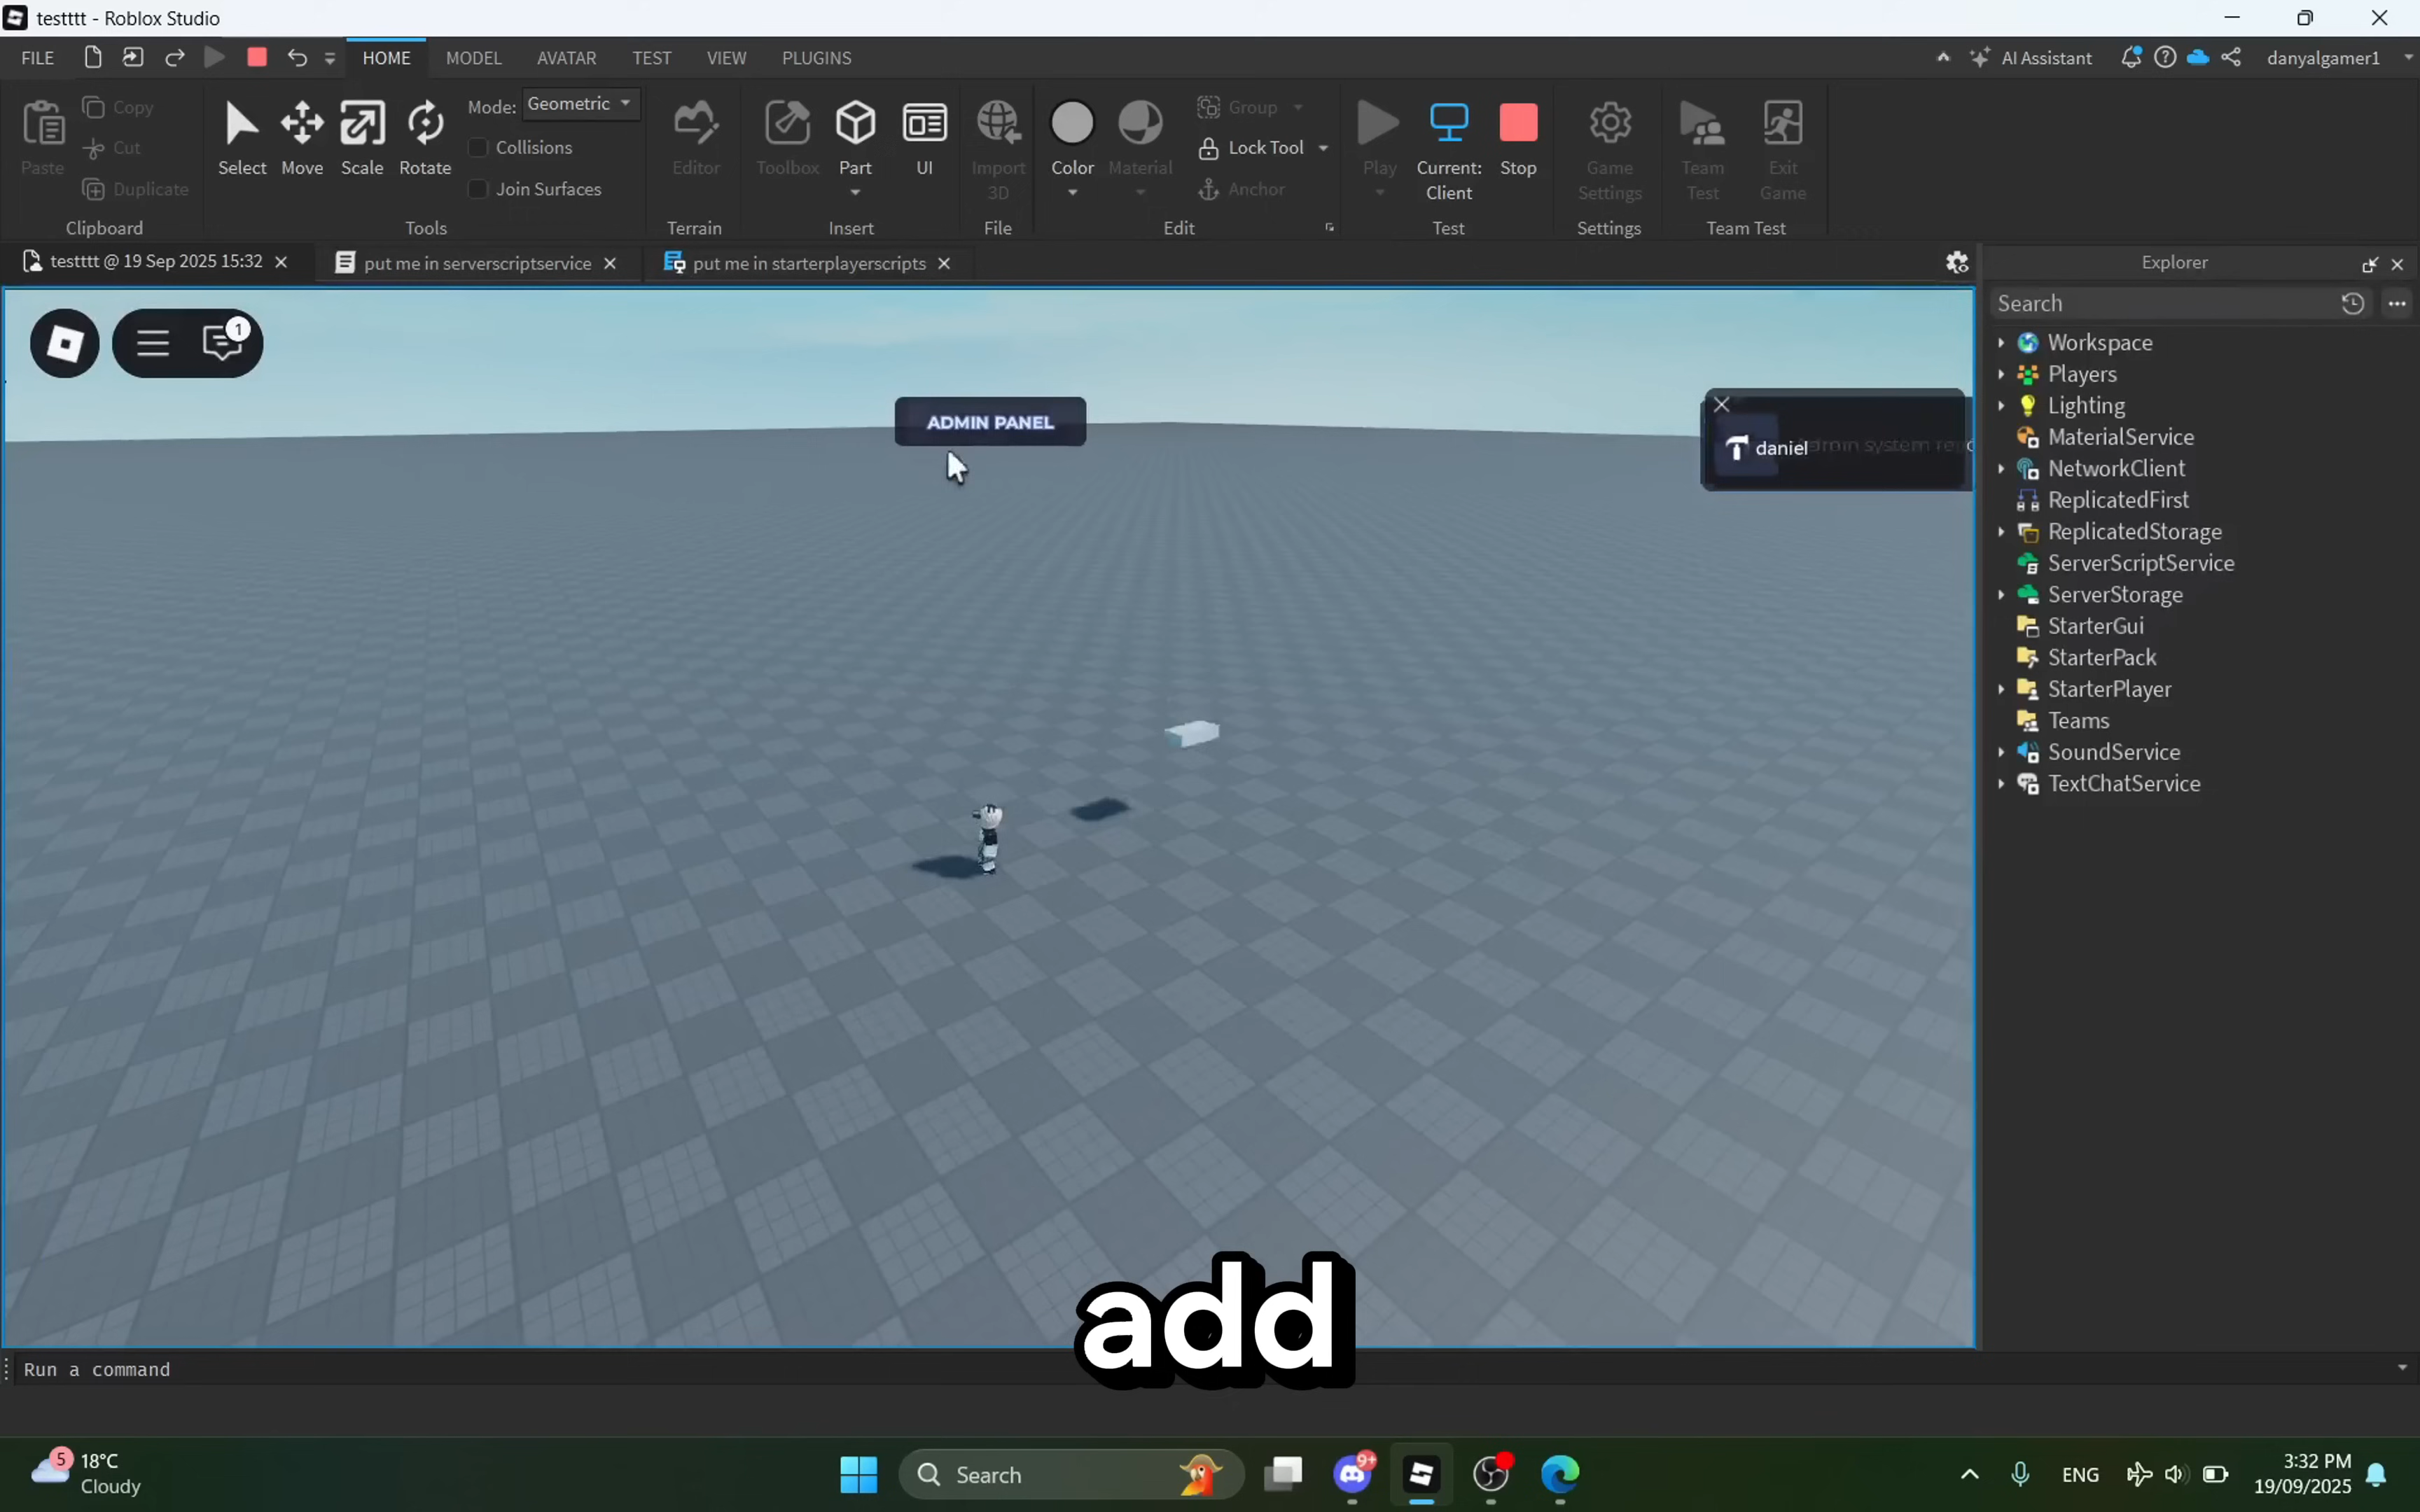 testttt - Roblox Studio
FILE HOME MODEL AVATAR TEST VIEW PLUGINS AI Assistant danyalgamer1
Paste Copy Cut Duplicate
Clipboard
Select Move Scale Rotate
Mode: Geometric
Collisions
Join Surfaces
Tools
Editor
Terrain
Toolbox Part UI
Insert
Import 3D
File
Color Material
Group
Lock Tool
Anchor
Edit
Play Current: Client Stop
Test
Game Settings
Settings
Team Test Exit Game
Team Test
testttt @ 19 Sep 2025 15:32
put me in serverscriptservice
put me in starterplayerscripts
Explorer
Search
Workspace
Players
Lighting
MaterialService
NetworkClient
ReplicatedFirst
ReplicatedStorage
ServerScriptService
ServerStorage
StarterGui
StarterPack
StarterPlayer
Teams
SoundService
TextChatService
1
ADMIN PANEL
daniel
add
Run a command
5
18°C
Cloudy
Search
9+
ENG
3:32 PM
19/09/2025